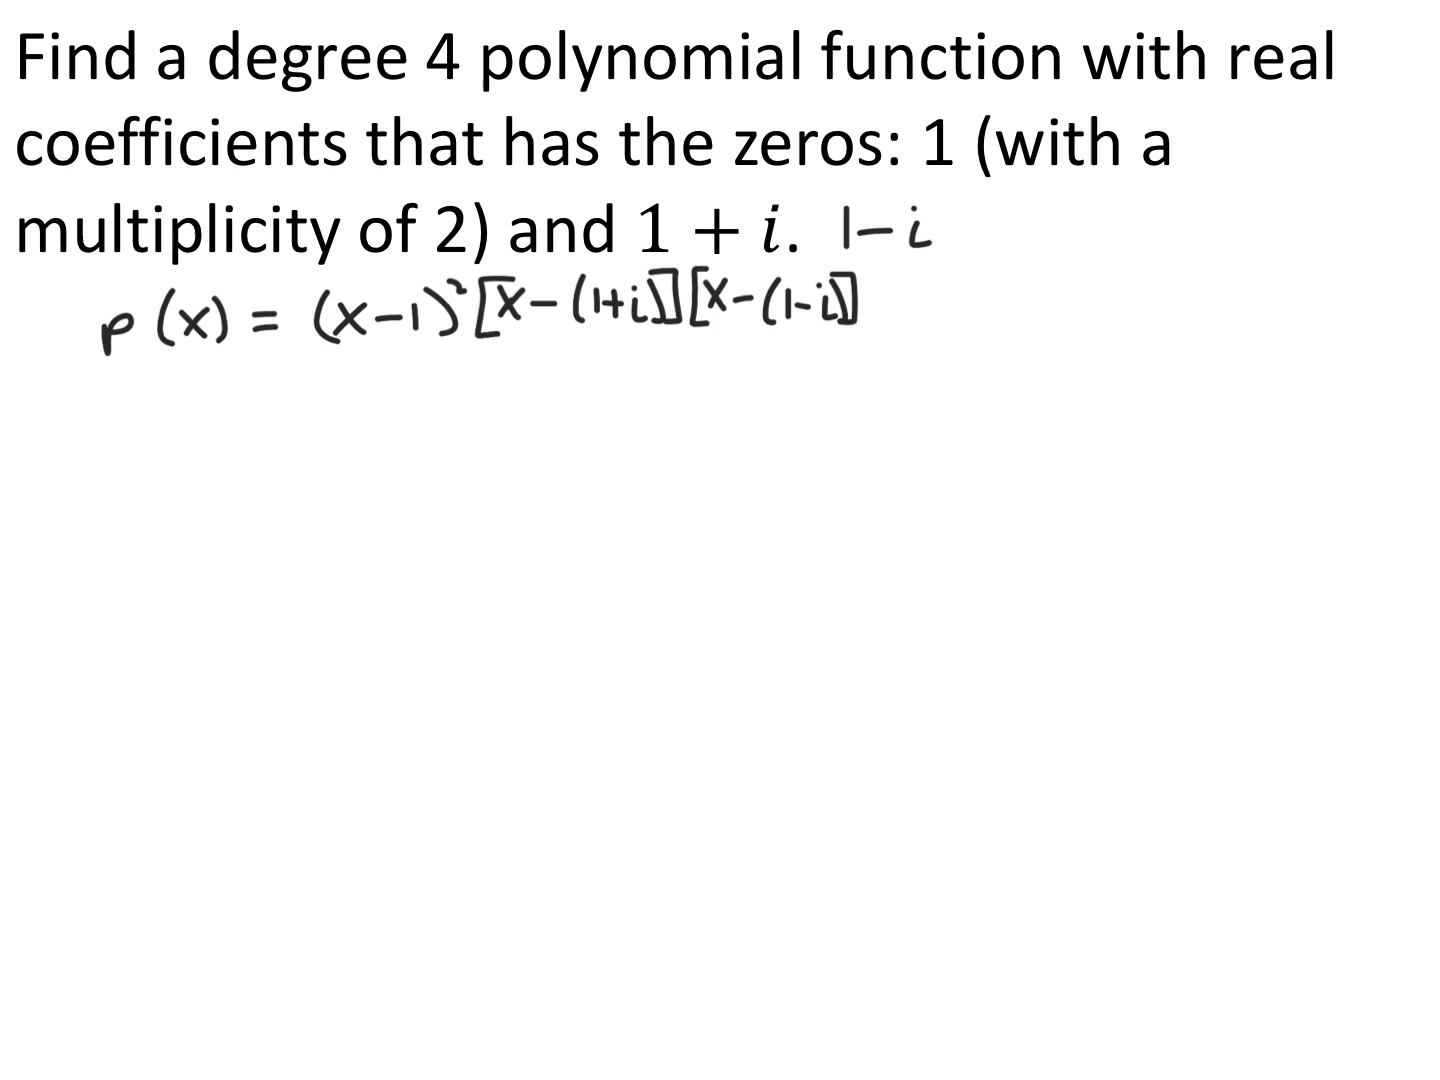 Find a degree 4 polynomial function with real
coefficients that has the zeros: 1 (with a
multiplicity of 2) and 1 + i. 1 - i
p(x) = (x-1)²[x-(1+i)][x-(1-i)]